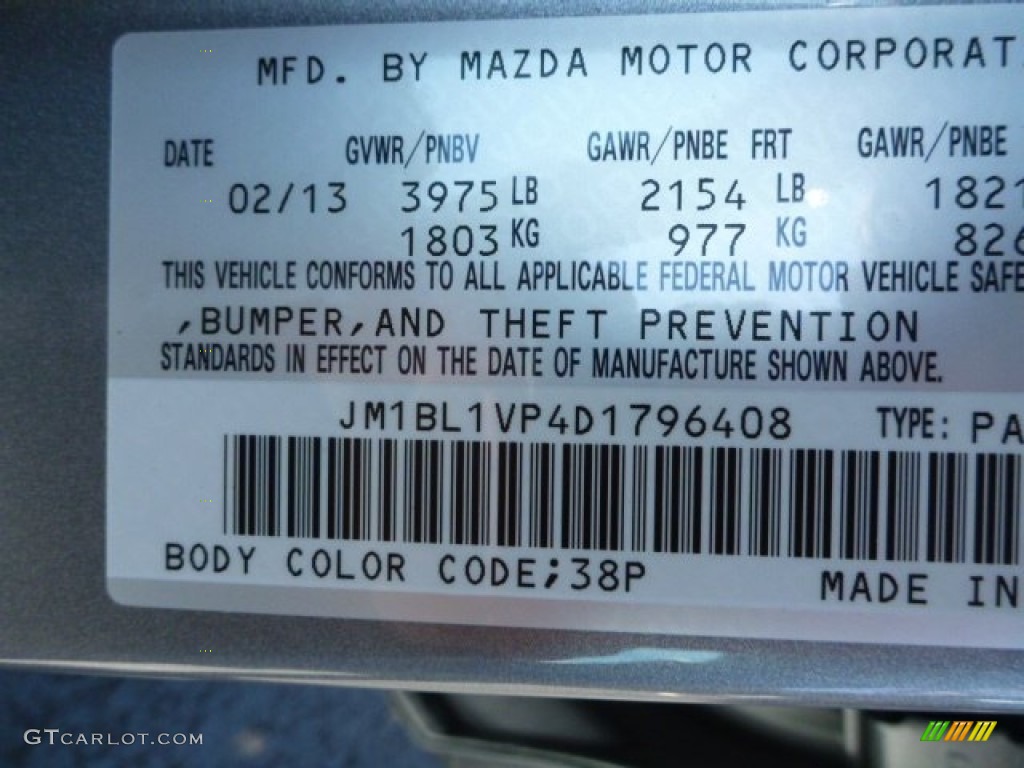 MFD. BY MAZDA MOTOR CORPORAT
DATE GVWR/PNBV GAWR/PNBE FRT GAWR/PNBE
02/13 3975 LB 2154 LB 1821
1803 KG 977 KG 826
THIS VEHICLE CONFORMS TO ALL APPLICABLE FEDERAL MOTOR VEHICLE SAFE
,BUMPER,AND THEFT PREVENTION
STANDARDS IN EFFECT ON THE DATE OF MANUFACTURE SHOWN ABOVE.
JM1BL1VP4D1796408 TYPE: PA
BODY COLOR CODE;38P
MADE IN
GTCARLOT.COM